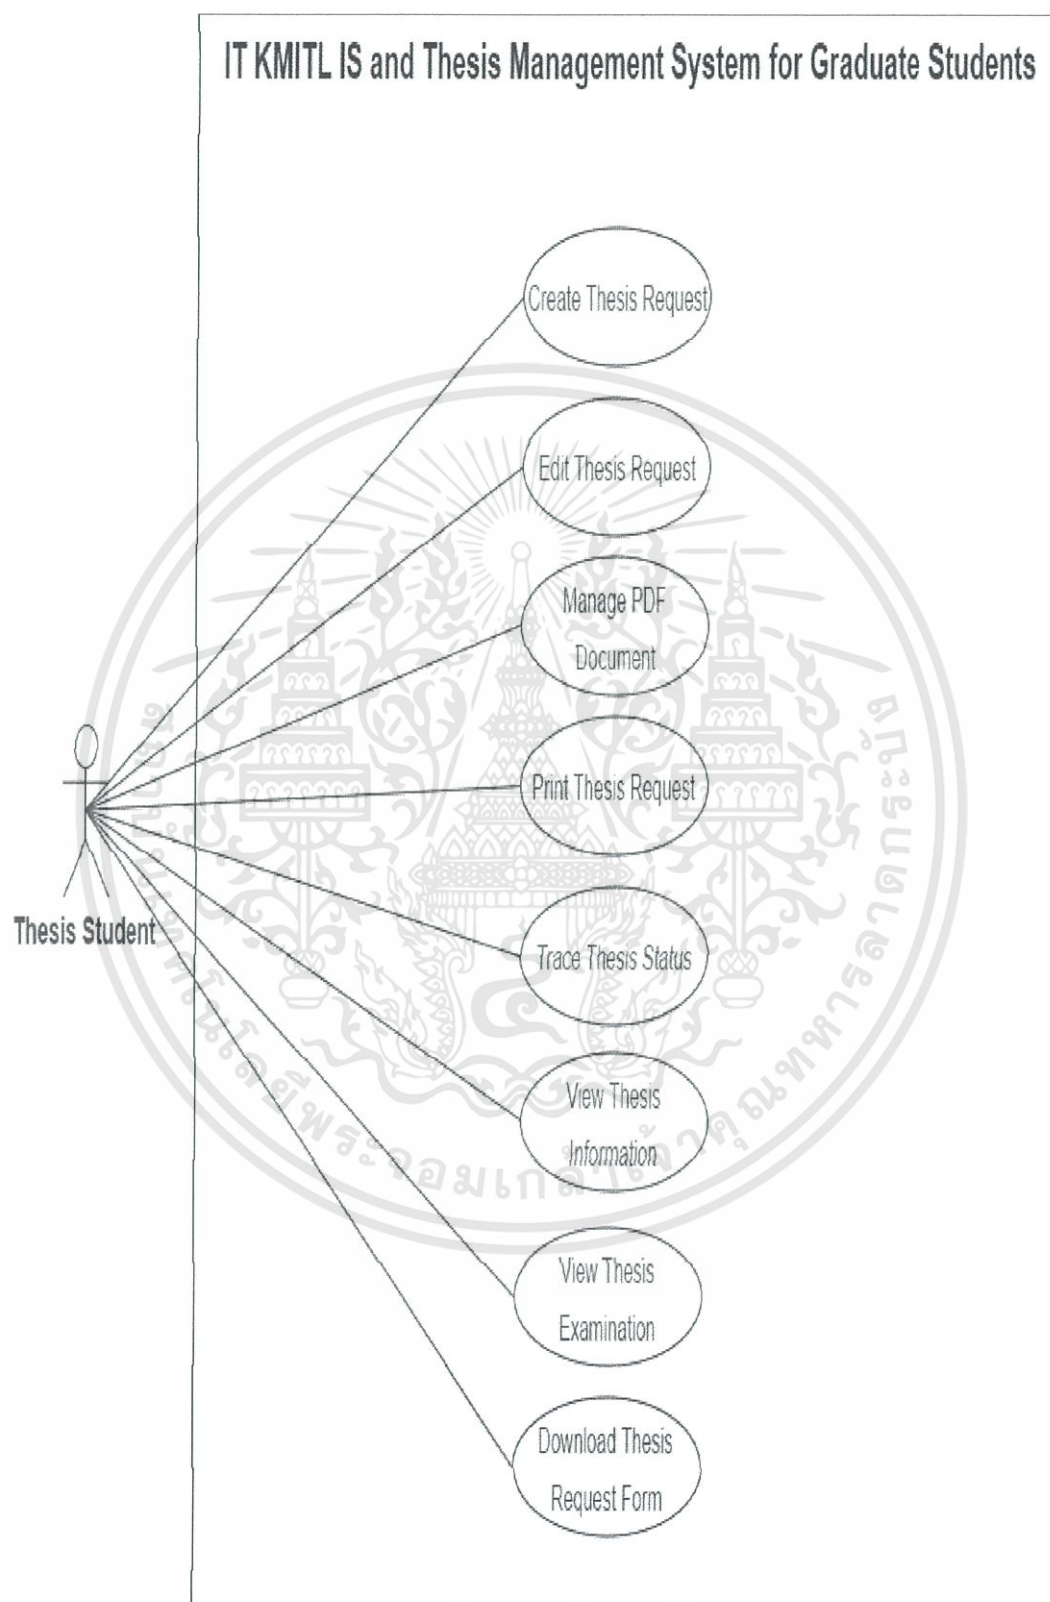 IT KMITL IS and Thesis Management System for Graduate Students
Create Thesis Request
Edit Thesis Request
Manage PDF
Document
Print Thesis Request
Thesis Student
Trace Thesis Status
View Thesis
Information
View Thesis
Examination
Download Thesis
Request Form